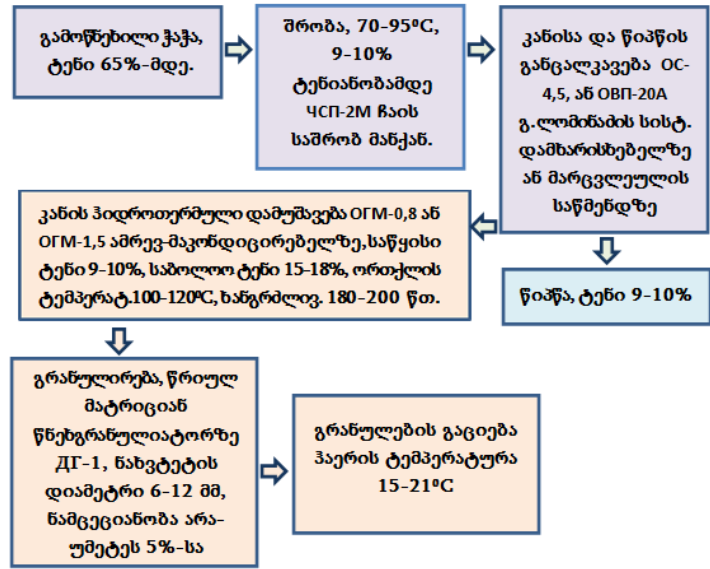 გამოწნეხილი ჭაჭა,
ტენი 65%-მდე.
შრობა, 70-95⁰C,
9-10%
ტენიანობამდე
ЧСП-2М ჩაის
საშრობ მანქან.
კანისა და წიპწის
განცალკავება ОС-
4,5, ან ОВП-20А
გ.ლომინაძის სისტ.
დამხარისხებელზე
ან მარცვლეულის
საწმენდზე
წიპწა, ტენი 9-10%
კანის ჰიდროთერმული დამუშავება ОГМ-0,8 ან
ОГМ-1,5 ამრევ-მაკონდიცირებელზე,საწყისი
ტენი 9-10%, საბოლოო ტენი 15-18%, ორთქლის
ტემპერატ.100-120⁰C, ხანგრძლივ. 180-200 წთ.
გრანულირება, წრიულ
მატრიციან
წნეხგრანულიატორზე
ДГ-1, ნახვტეტის
დიამეტრი 6-12 მმ,
ნამცეციანობა არა-
უმეტეს 5%-სა
გრანულების გაციება
ჰაერის ტემპერატურა
15-21⁰C